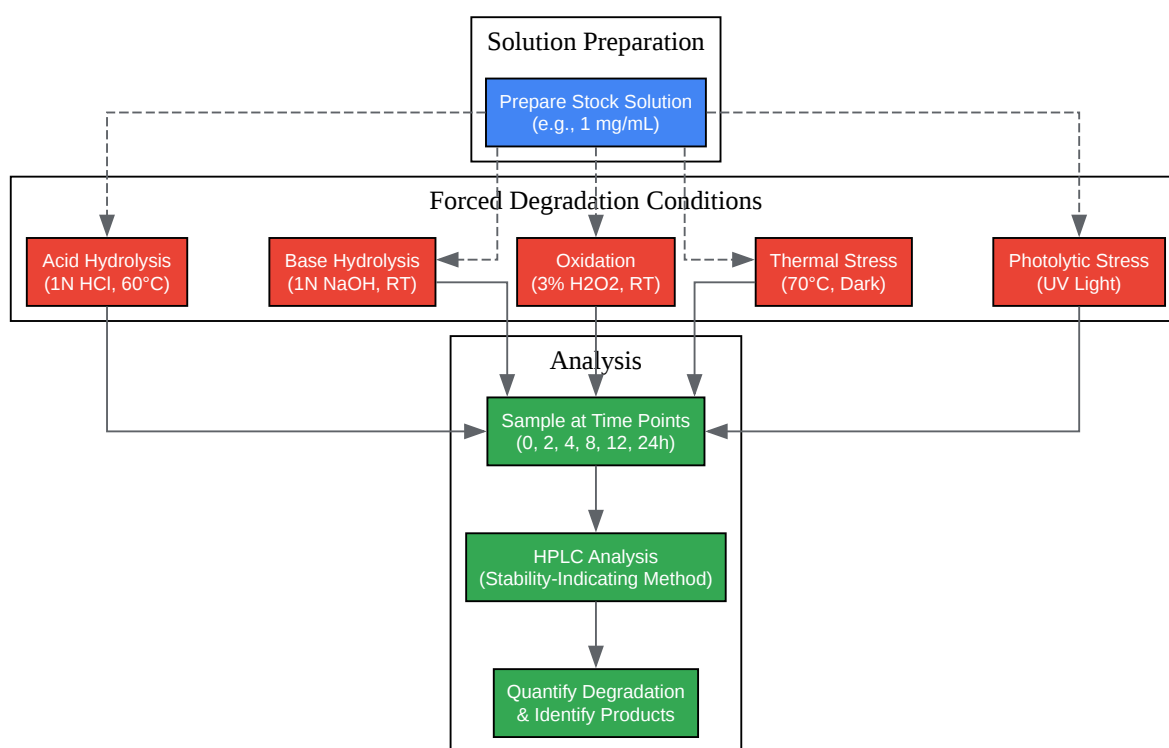 Solution Preparation
Prepare Stock Solution
(e.g., 1 mg/mL)
Forced Degradation Conditions
Acid Hydrolysis
(1N HCl, 60°C)
Base Hydrolysis
(1N NaOH, RT)
Oxidation
(3% H2O2, RT)
Thermal Stress
(70°C, Dark)
Photolytic Stress
(UV Light)
Analysis
Sample at Time Points
(0, 2, 4, 8, 12, 24h)
HPLC Analysis
(Stability-Indicating Method)
Quantify Degradation
& Identify Products